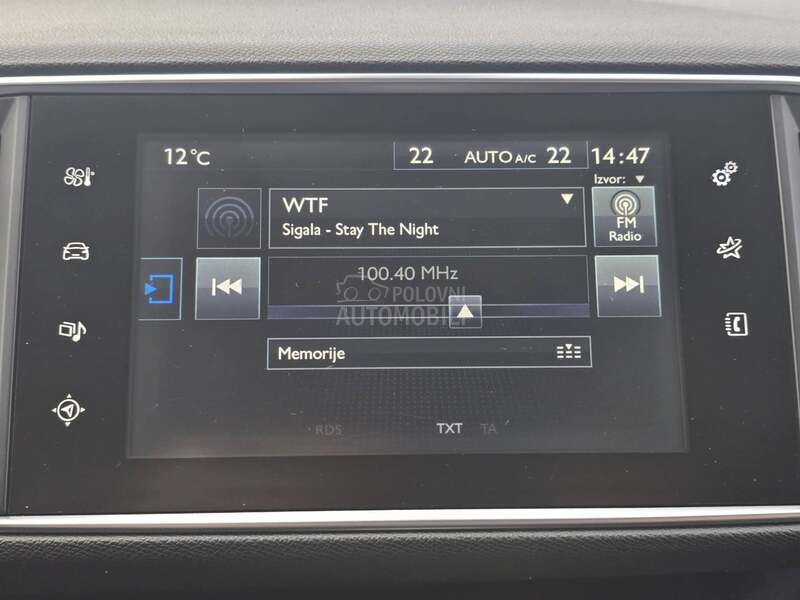 12°C 22 AUTO A/C 22 14:47
Izvor:
WTF
Sigala - Stay The Night
FM
Radio
100.40 MHz
POLOVNI
AUTOMOBILI
Memorije
RDS TXT TA